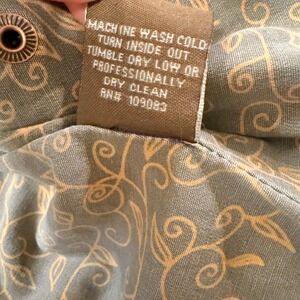 MACHINE WASH COLD
TURN INSIDE OUT
TUMBLE DRY LOW OR
PROFESSIONALLY
DRY CLEAN
RN# 109083